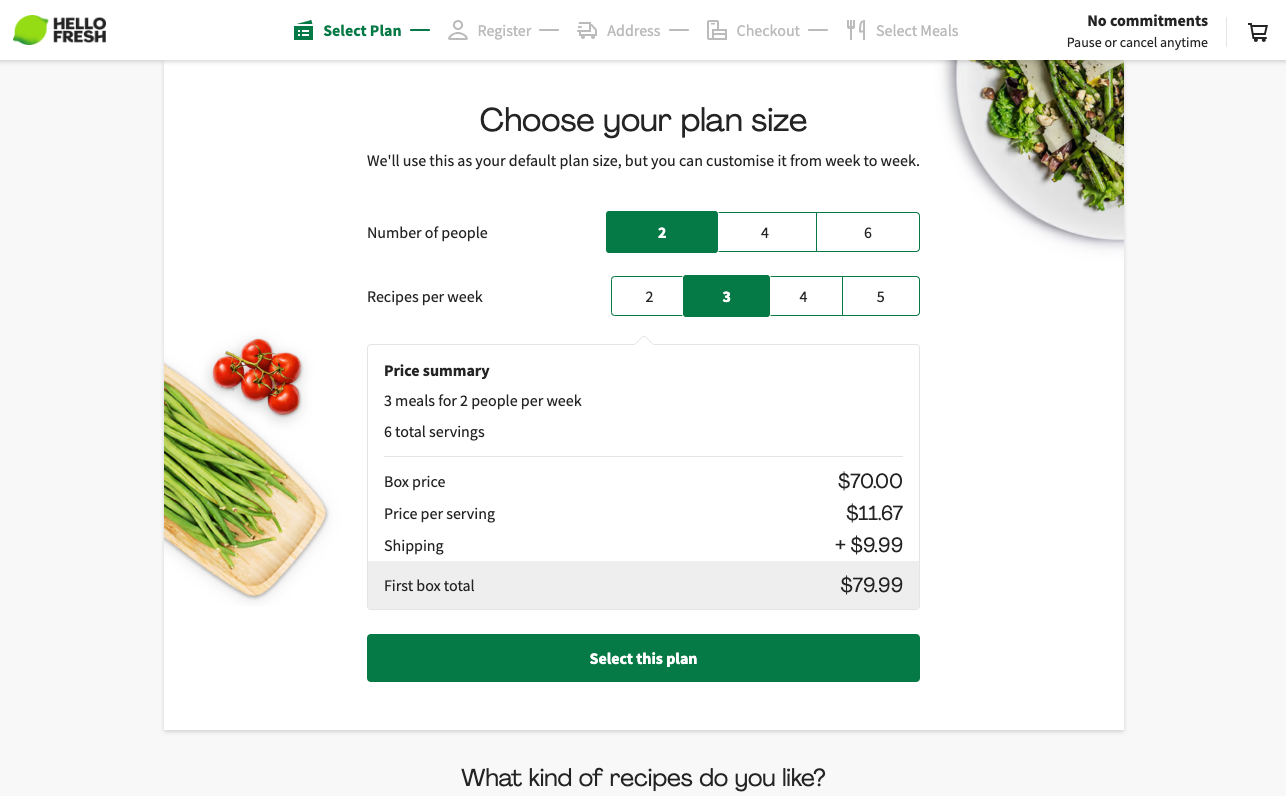 HELLO
FRESH
Select Plan
Register
Address
Checkout
Select Meals
No commitments
Pause or cancel anytime
Choose your plan size
We'll use this as your default plan size, but you can customise it from week to week.
Number of people
2
4
6
Recipes per week
2
3
4
5
Price summary
3 meals for 2 people per week
6 total servings
Box price
$70.00
Price per serving
$11.67
Shipping
+ $9.99
First box total
$79.99
Select this plan
What kind of recipes do you like?